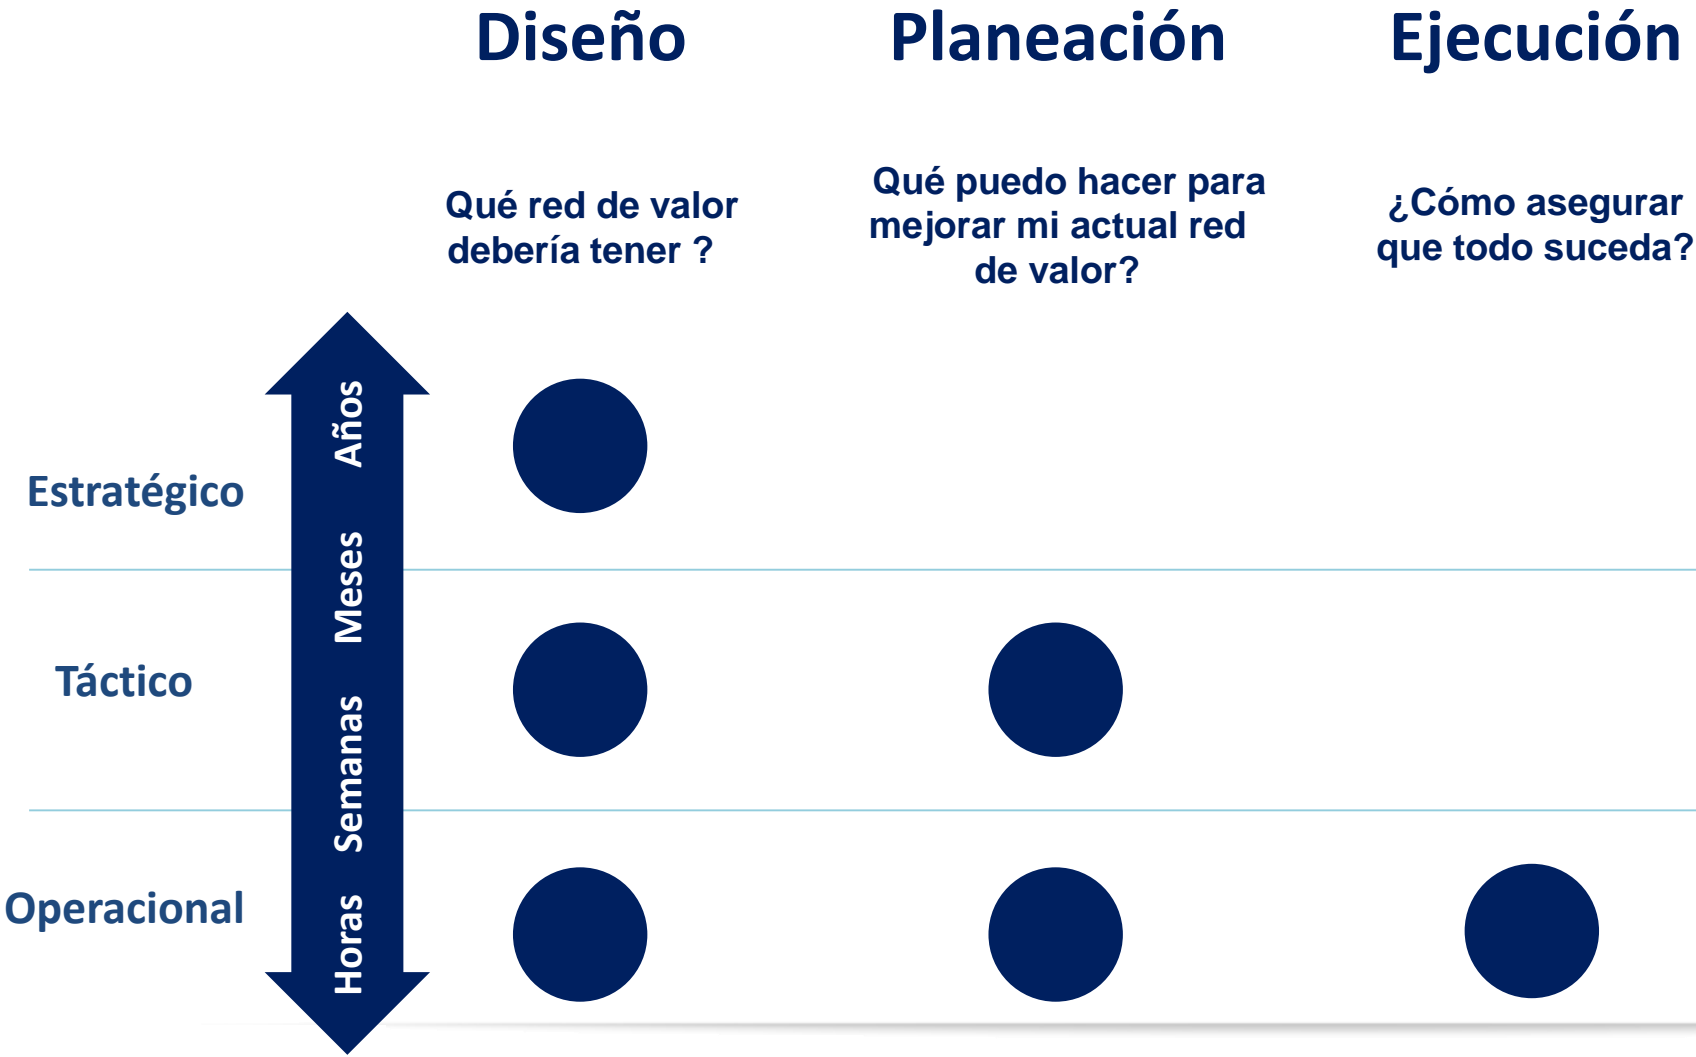 Diseño
Planeación
Ejecución
Qué red de valor
debería tener ?
Qué puedo hacer para
mejorar mi actual red
de valor?
¿Cómo asegurar
que todo suceda?
Estratégico
Táctico
Operacional
Años
Meses
Semanas
Horas